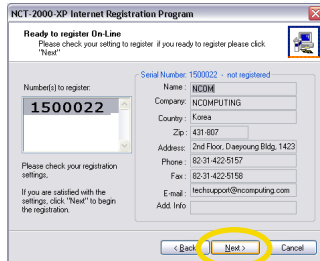 NCT-2000-XP Internet Registration Program
Ready to register On-Line
Please check your setting to register if you ready to register please click
"Next"
Number(s) to register:
1500022
Please check your registration
settings.
If you are satisfied with the
settings, click "Next" to begin
the registration.
Serial Number: 1500022 - not registered
Name : NCOM
Company: NCOMPUTING
Country : Korea
Zip : 431-807
Address: 2nd Floor, Daeyoung Bldg, 1423
Phone : 82-31-422-5157
Fax : 82-31-422-5158
E-mail : techsupport@ncomputing.com
Add. Info
< Back
Next >
Cancel